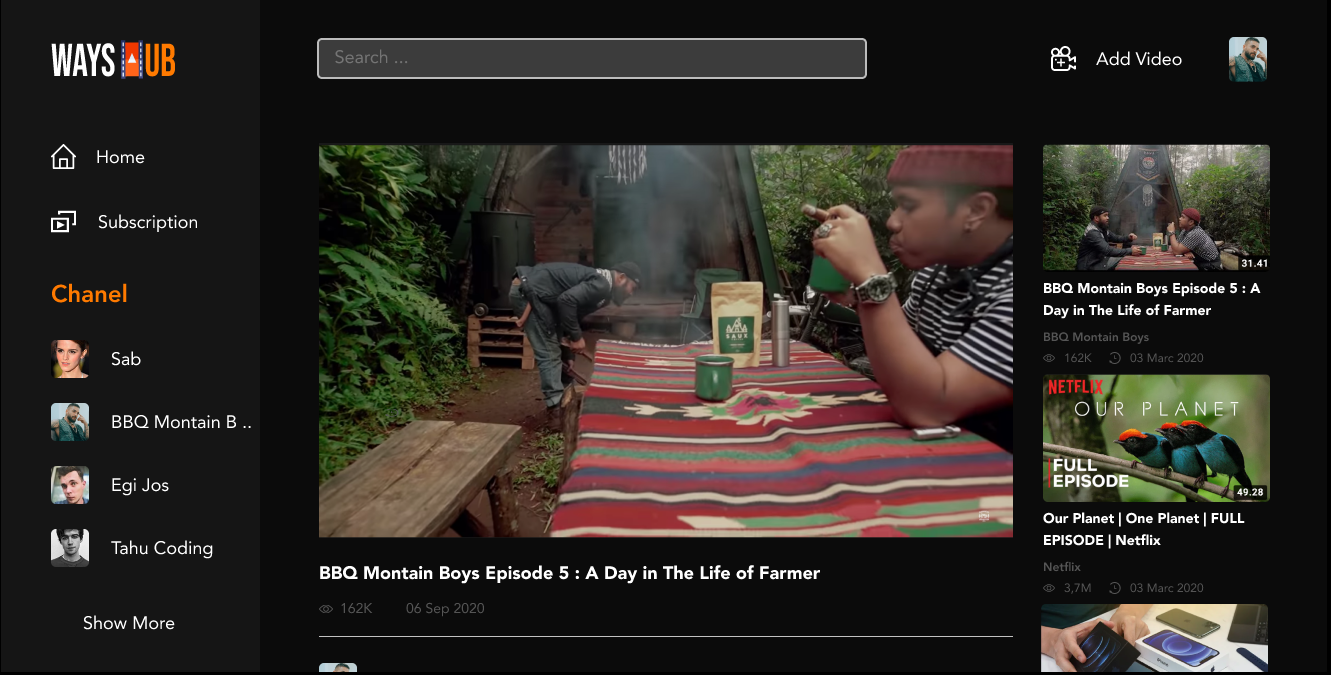 WAYS UB
Search ...
Add Video
Home
Subscription
Chanel
Sab
BBQ Montain B ..
Egi Jos
Tahu Coding
Show More
SAUE
BBQ Montain Boys Episode 5 : A Day in The Life of Farmer
162K
06 Sep 2020
31.41
BBQ Montain Boys Episode 5 : A
Day in The Life of Farmer
BBQ Montain Boys
162K
03 Marc 2020
NETFLIX
OUR PLANET
FULL
EPISODE
49.28
Our Planet | One Planet | FULL
EPISODE | Netflix
Netflix
3,7M
03 Marc 2020